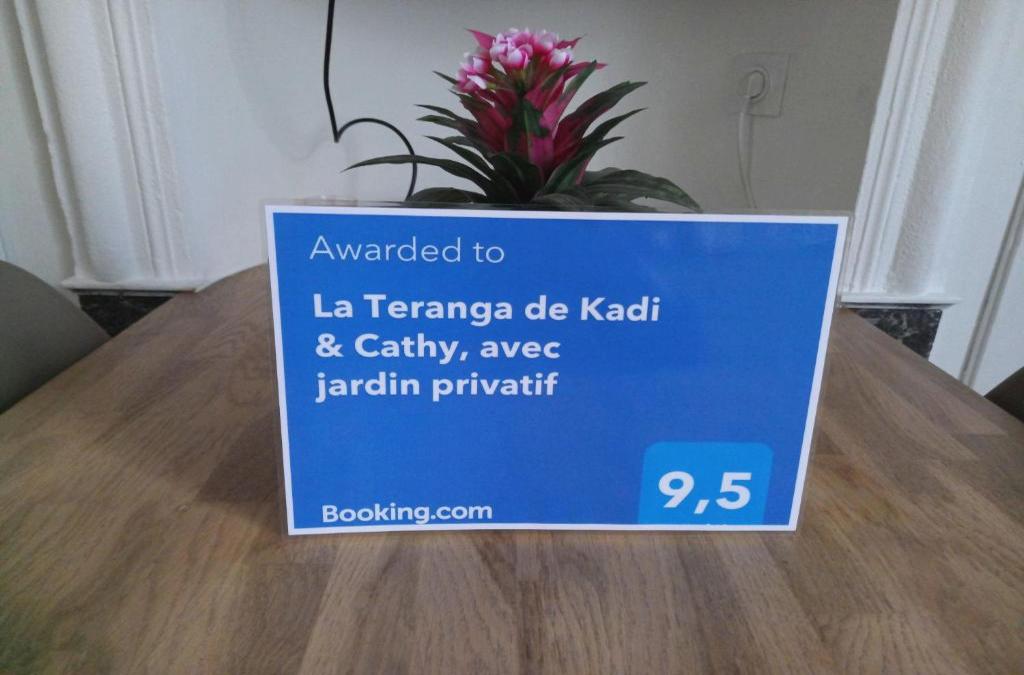 Awarded to
La Teranga de Kadi
& Cathy, avec
jardin privatif
9,5
Booking.com